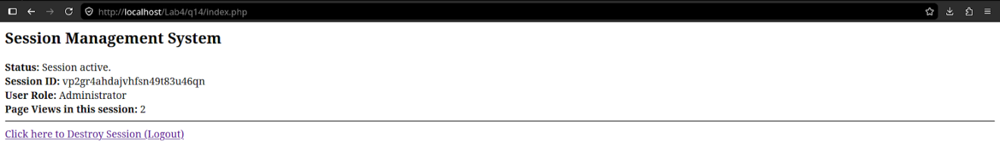 http://localhost/Lab4/q14/index.php
Session Management System
Status: Session active.
Session ID: vp2gr4ahdajvhfsn49t83u46qn
User Role: Administrator
Page Views in this session: 2
Click here to Destroy Session (Logout)